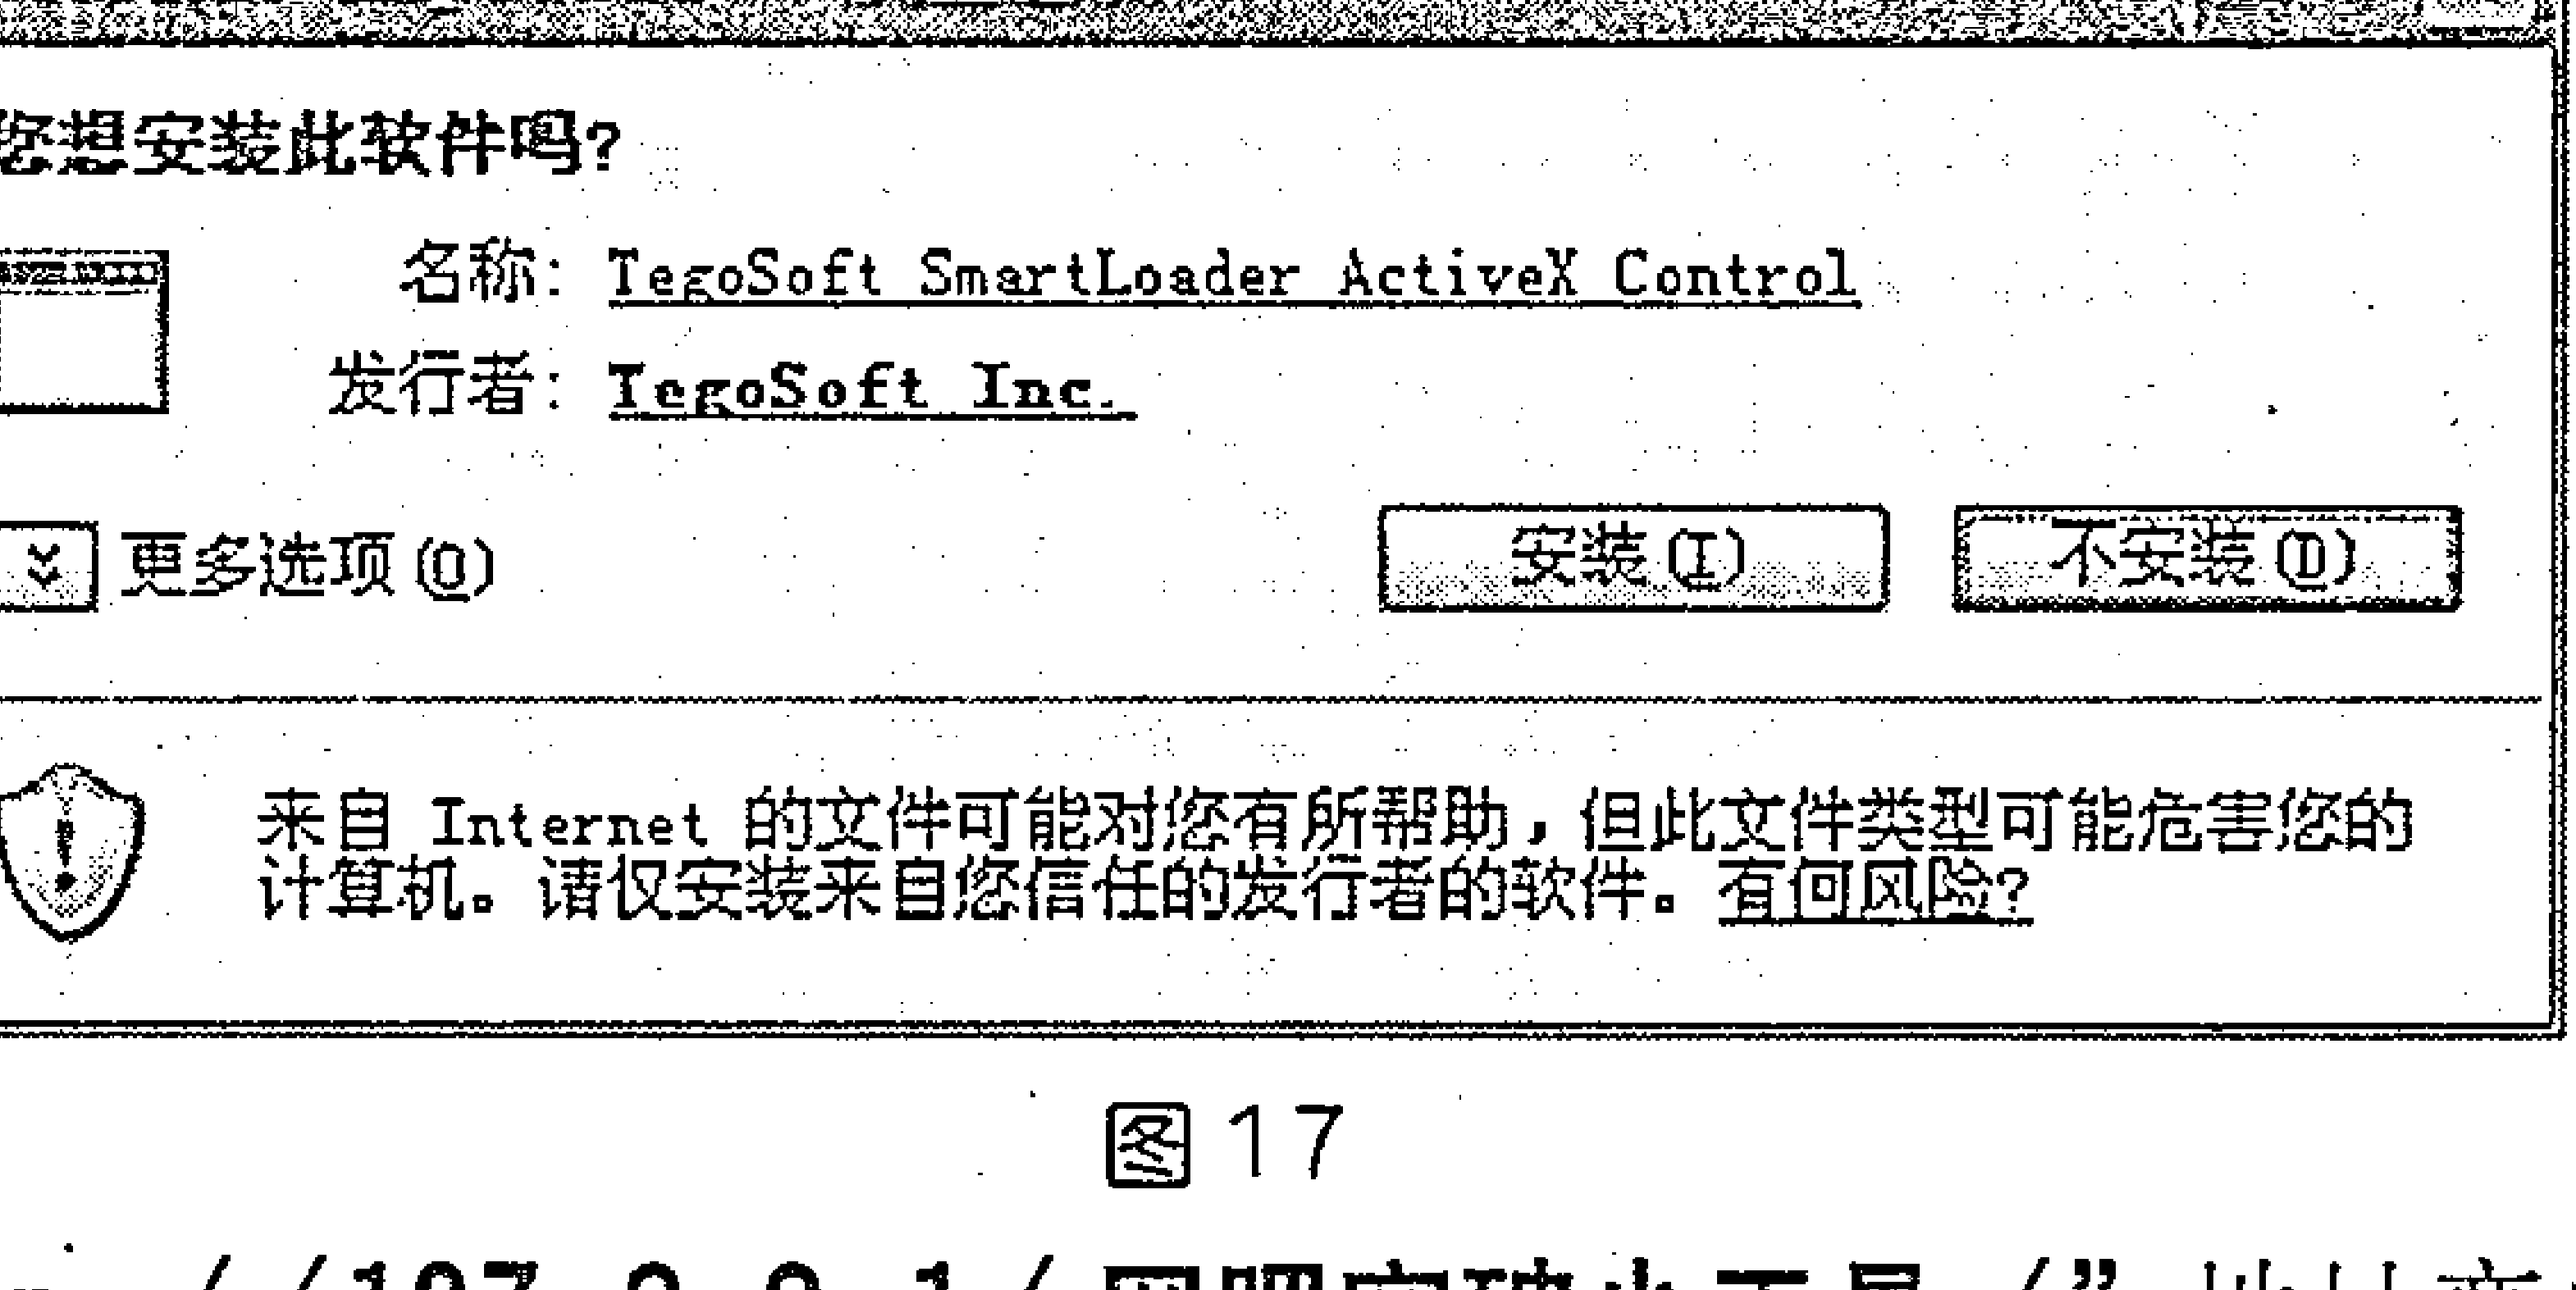 您想安装此软件吗?
名称: TegoSoft SmartLoader ActiveX Control
发行者: TegoSoft Inc.
更多选项(O)
安装(I) 不安装(D)
来自 Internet 的文件可能对您有所帮助，但此文件类型可能危害您的
计算机。请仅安装来自您信任的发行者的软件。有何风险?
图 17